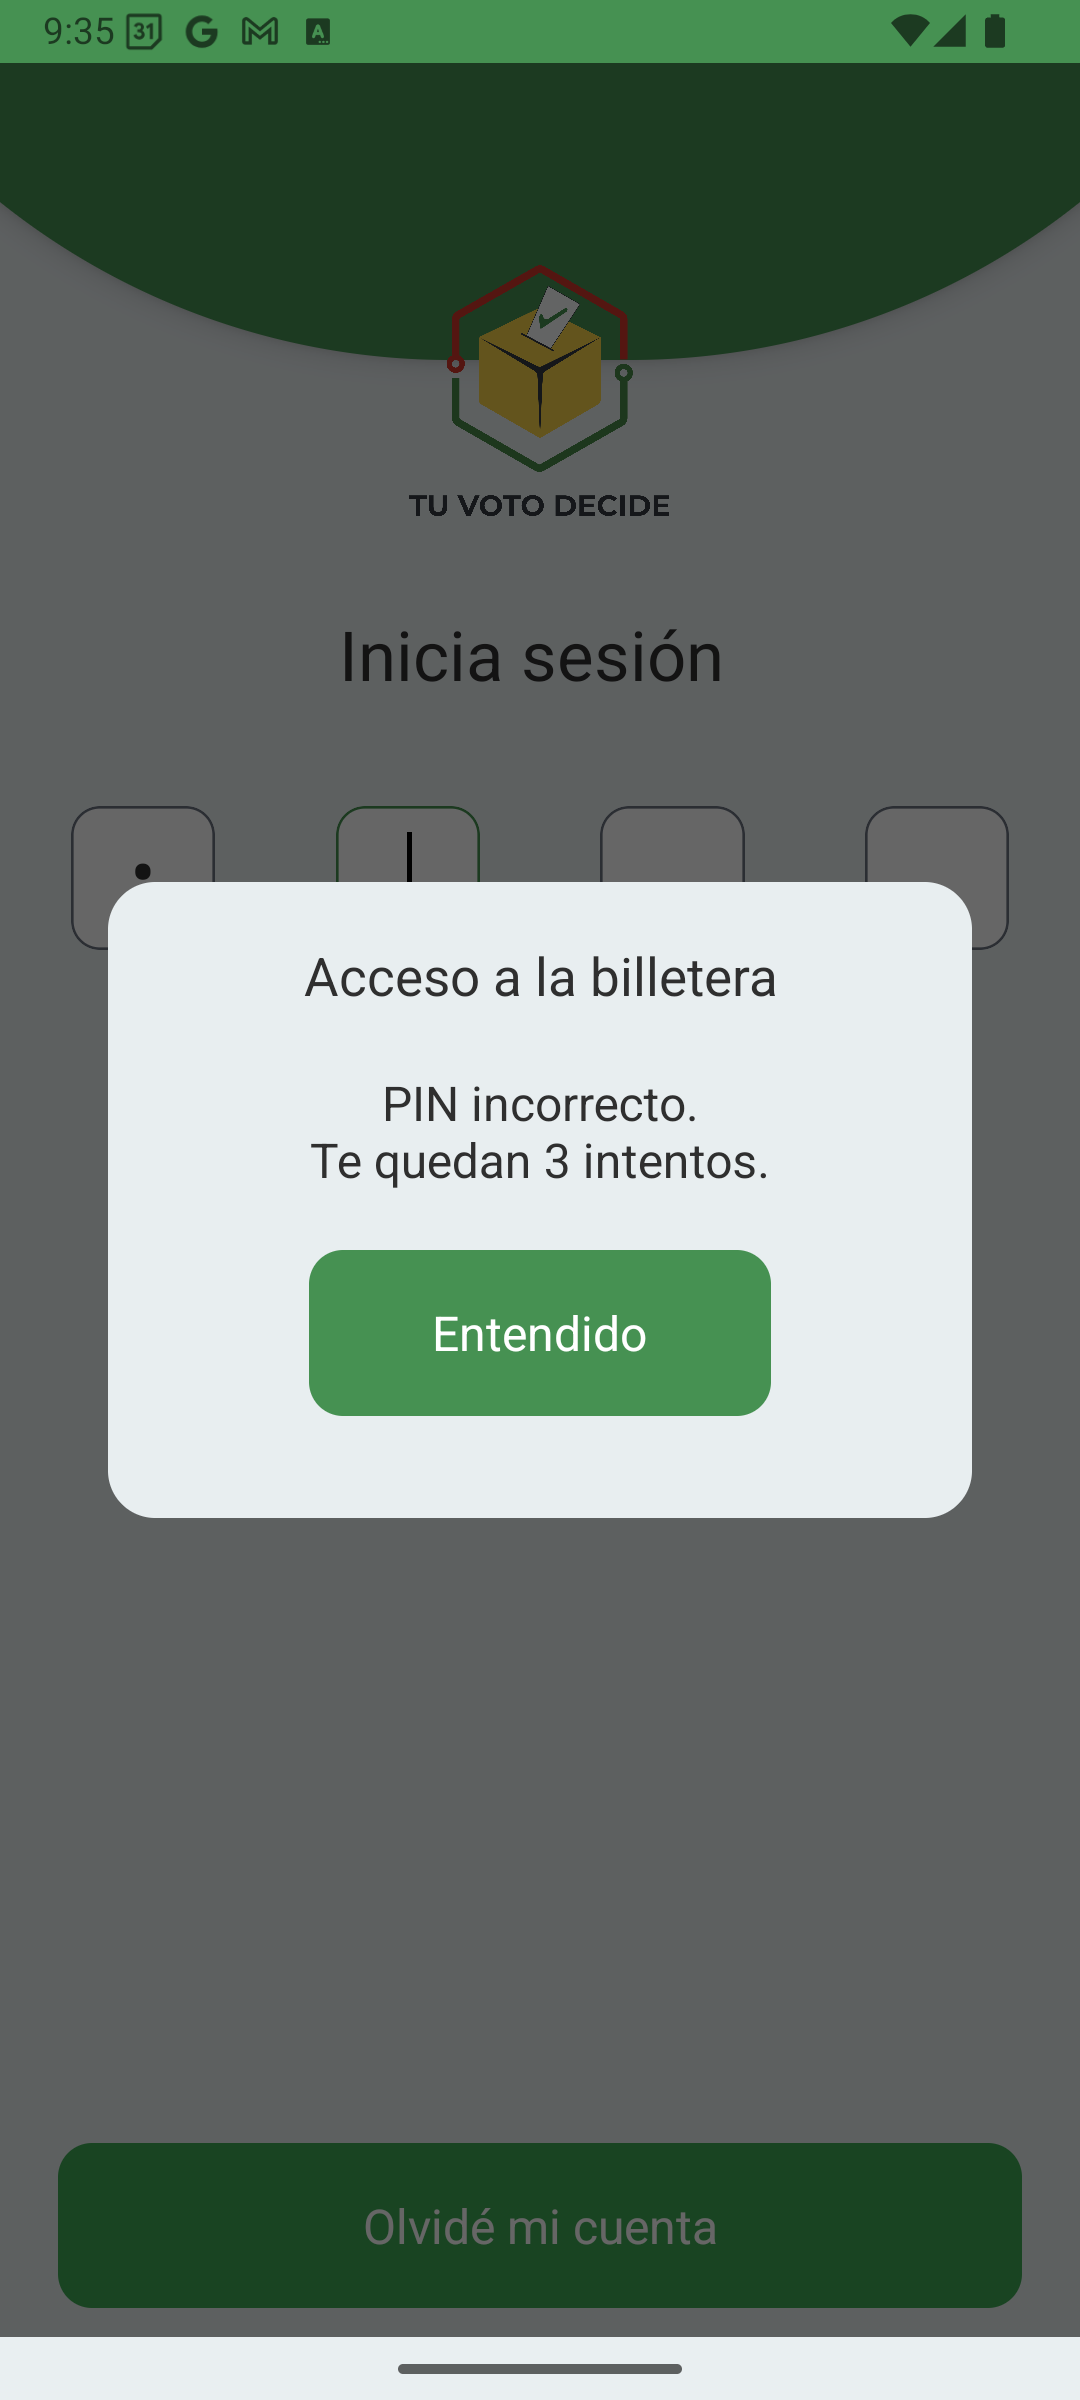 9:35
31
G
A
TU VOTO DECIDE
Inicia sesión
Acceso a la billetera
PIN incorrecto.
Te quedan 3 intentos.
Entendido
Olvidé mi cuenta